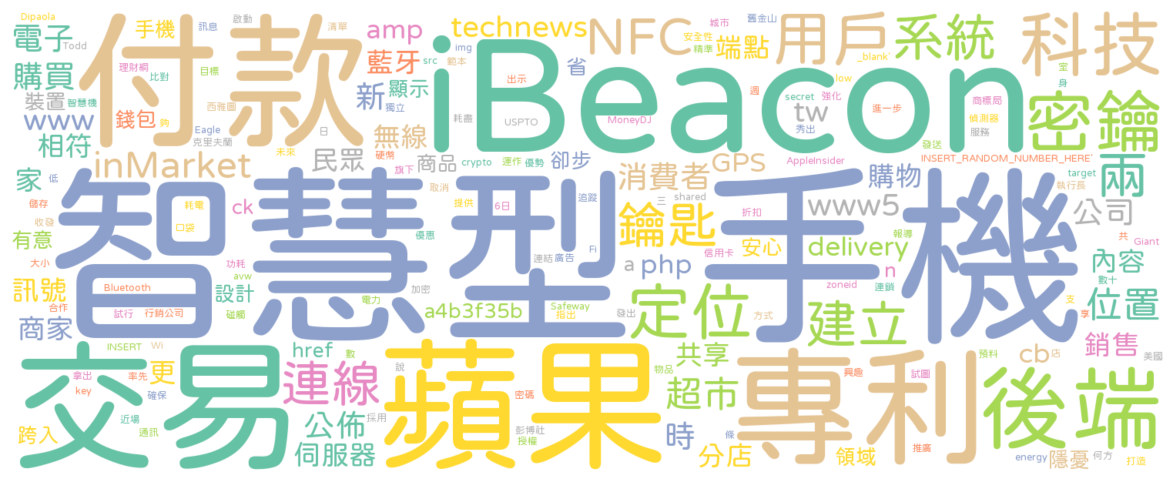 Dipaola 手機 訊息 啟動 清單 amp technews NFC 城市 舊金山 用戶 系統 科技
電子 Todd 付款 iBeacon img 省 安全性 端點 精準 _blank`
購買 理財網 比對 目標 藍牙 src 範本
裝置 智慧機 新 顯示 出示 low 週 定 身
錢包 西雅圖 獨立 secret 強化 商標局 密鑰
www 夠 Eagle 耗盡 USPTO MoneyDJ tw 進一步 偵測器
相符 克里夫蘭 日 無線 秀出 服務
未來 硬幣 民眾 商品 crypto 運作 優勢 卻步 消費者 GPS AppleInsider 發送 INSERT_RANDOM_NUMBER_HERE`
家 低 inMarket 旗下 購物 target 兩
智慧型手機 取消 追蹤 shared 執行長
儲存 耗電 ck 提供 6日 三 折扣 www5 公司
收發 口袋 鑰匙 信用卡 報導 共
有意 優惠 Fi 安心 delivery Giant
大小 功耗 連結 廣告 a php n 內容
訊號 Bluetooth avw 設計 加密 zoneid 連鎖 數十
合作 試行 行銷公司 電力 a4b3f35b Safeway 定位 建立 位置
商家 碰觸 指出 發出 方式 支 享
交易 INSERT Wi href 數 蘋果 共享 專利 預料 cb 店 銷售 美國
更 連線 說 物品 興趣 試圖 後端
拿出 率先 超市
key 確保 公佈 採用 密碼
跨入 近場 通訊 彭博社 時 條 推廣
伺服器 授權 分店 領域 energy 隱憂 何方 打造